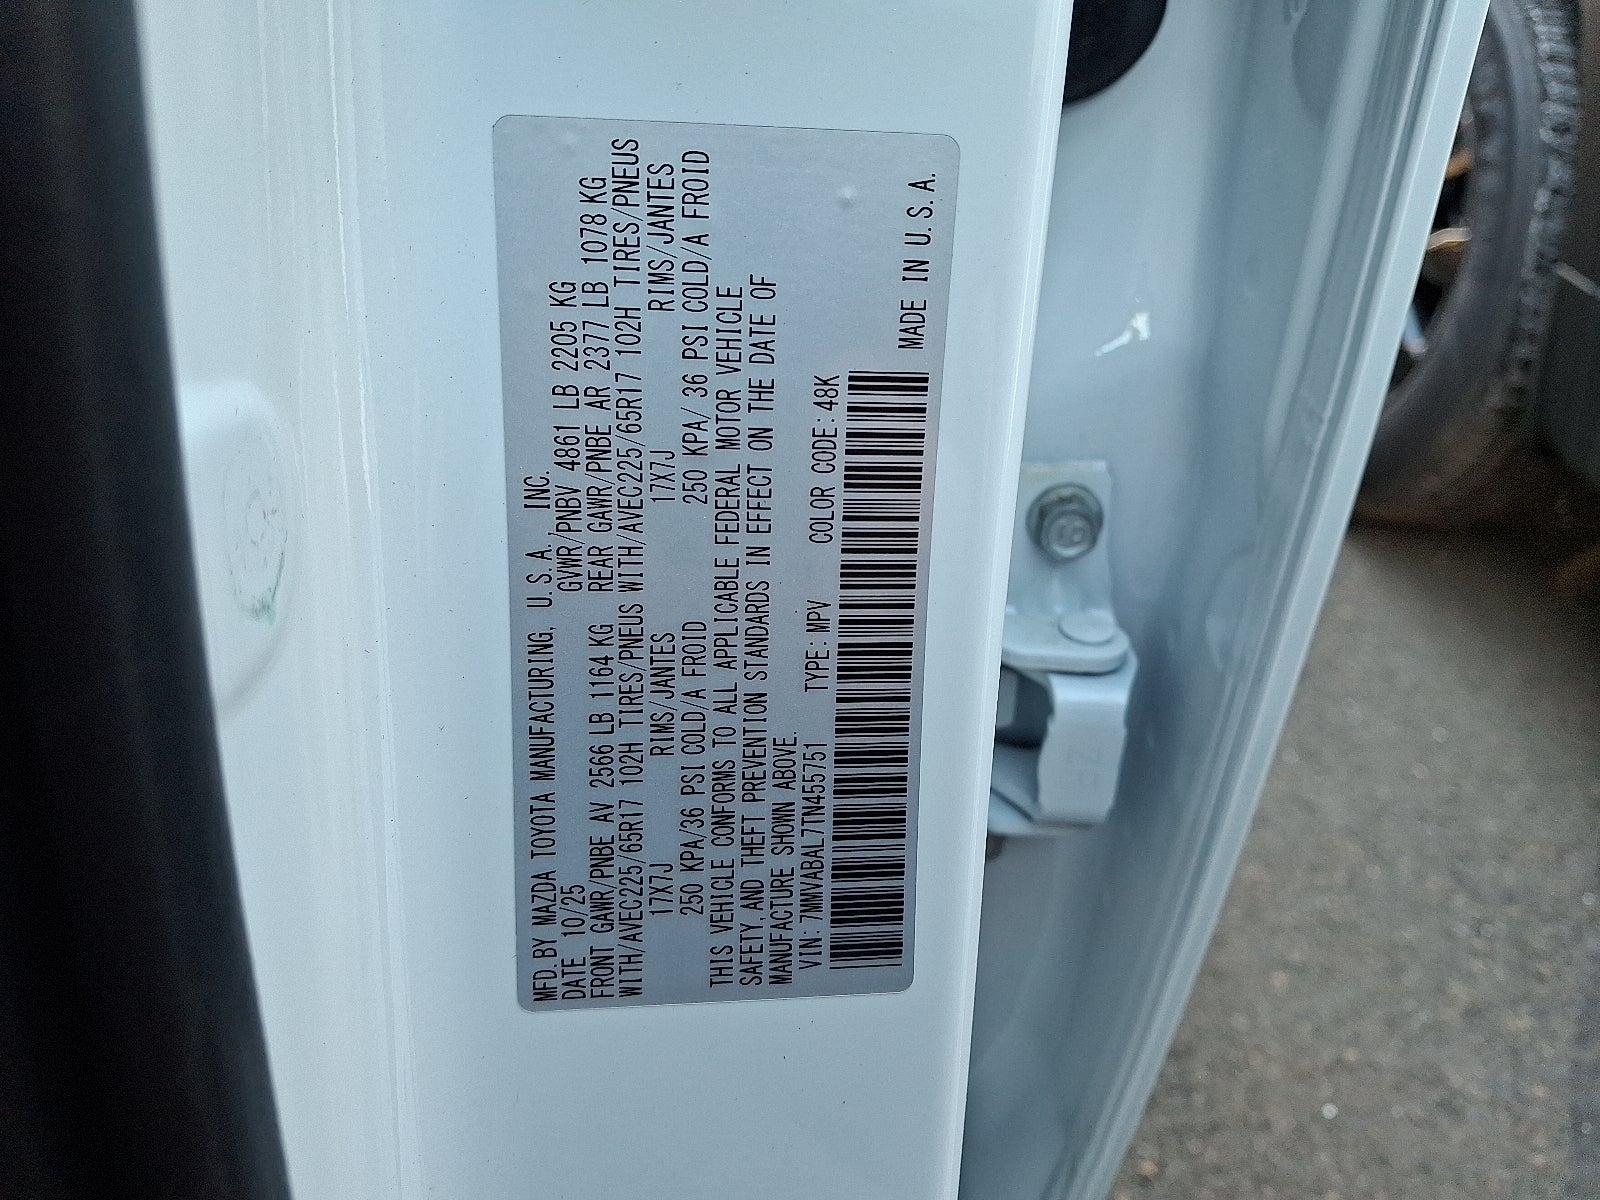 MFD. BY MAZDA TOYOTA MANUFACTURING, U.S.A. INC.
DATE 10/25 GVWR/PNBV 4861 LB 2205 KG
FRONT GAWR/PNBE AV 2566 LB 1164 KG REAR GAWR/PNBE AR 2377 LB 1078 KG
WITH/AVEC225/65R17 102H TIRES/PNEUS WITH/AVEC225/65R17 102H TIRES/PNEUS
17X7J RIMS/JANTES 17X7J RIMS/JANTES
250 KPA/36 PSI COLD/A FROID 250 KPA/ 36 PSI COLD/A FROID
THIS VEHICLE CONFORMS TO ALL APPLICABLE FEDERAL MOTOR VEHICLE
SAFETY, AND THEFT PREVENTION STANDARDS IN EFFECT ON THE DATE OF
MANUFACTURE SHOWN ABOVE.
VIN: 7MMVABAL7TN455751 TYPE: MPV COLOR CODE: 48K
MADE IN U.S.A.